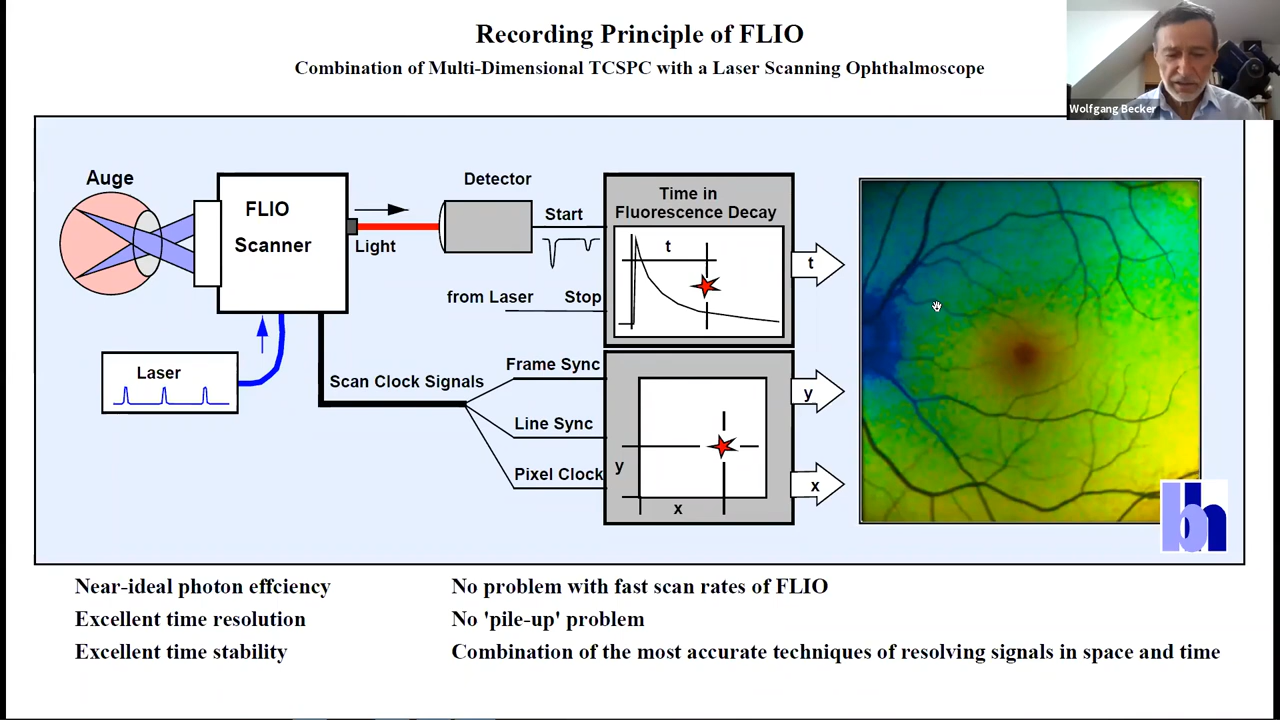 Recording Principle of FLIO
Combination of Multi-Dimensional TCSPC with a Laser Scanning Ophthalmoscope
Wolfgang Becker
Auge
FLIO
Scanner
Light
Detector
Start
from Laser
Stop
Time in
Fluorescence Decay
t
t
Laser
Scan Clock Signals
Frame Sync
Line Sync
Pixel Clock
y
x
y
x
bh
Near-ideal photon effciency
No problem with fast scan rates of FLIO
Excellent time resolution
No 'pile-up' problem
Excellent time stability
Combination of the most accurate techniques of resolving signals in space and time